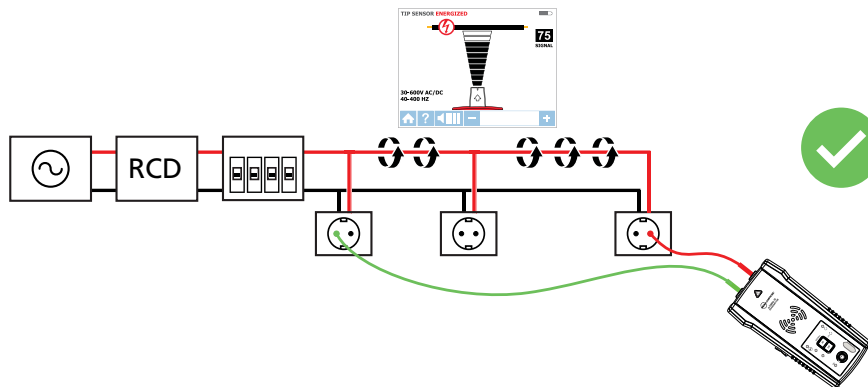 TIP SENSOR ENERGIZED
75
SIGNAL
30-600V AC/DC
40-400 HZ
?
RCD